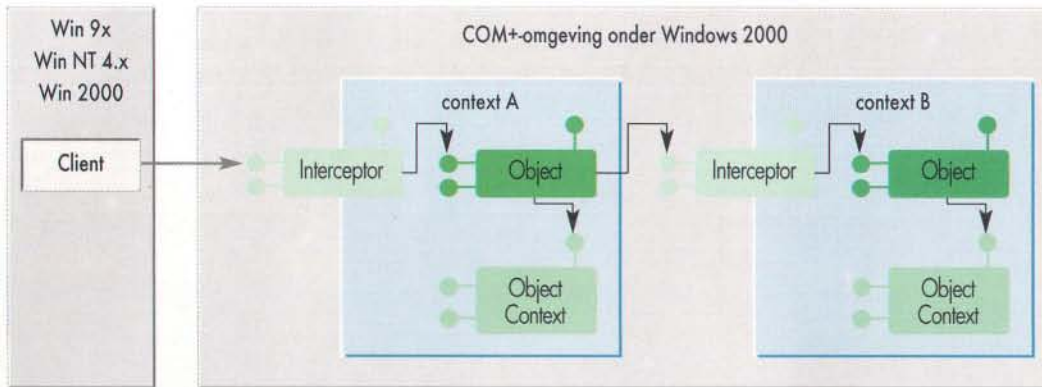 Win 9x
Win NT 4.x
Win 2000
Client
COM+-omgeving onder Windows 2000
context A
Interceptor
Object
Object
Context
context B
Interceptor
Object
Object
Context